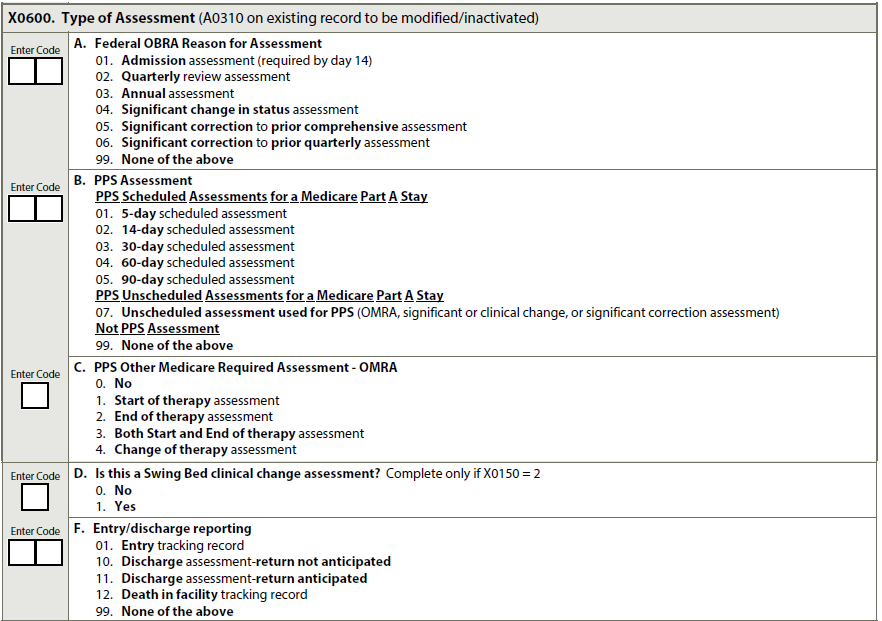 X0600. Type of Assessment (A0310 on existing record to be modified/inactivated)
Enter Code
A. Federal OBRA Reason for Assessment
01. Admission assessment (required by day 14)
02. Quarterly review assessment
03. Annual assessment
04. Significant change in status assessment
05. Significant correction to prior comprehensive assessment
06. Significant correction to prior quarterly assessment
99. None of the above
Enter Code
B. PPS Assessment
PPS Scheduled Assessments for a Medicare Part A Stay
01. 5-day scheduled assessment
02. 14-day scheduled assessment
03. 30-day scheduled assessment
04. 60-day scheduled assessment
05. 90-day scheduled assessment
PPS Unscheduled Assessments for a Medicare Part A Stay
07. Unscheduled assessment used for PPS (OMRA, significant or clinical change, or significant correction assessment)
Not PPS Assessment
99. None of the above
Enter Code
C. PPS Other Medicare Required Assessment - OMRA
0. No
1. Start of therapy assessment
2. End of therapy assessment
3. Both Start and End of therapy assessment
4. Change of therapy assessment
Enter Code
D. Is this a Swing Bed clinical change assessment? Complete only if X0150 = 2
0. No
1. Yes
Enter Code
F. Entry/discharge reporting
01. Entry tracking record
10. Discharge assessment-return not anticipated
11. Discharge assessment-return anticipated
12. Death in facility tracking record
99. None of the above